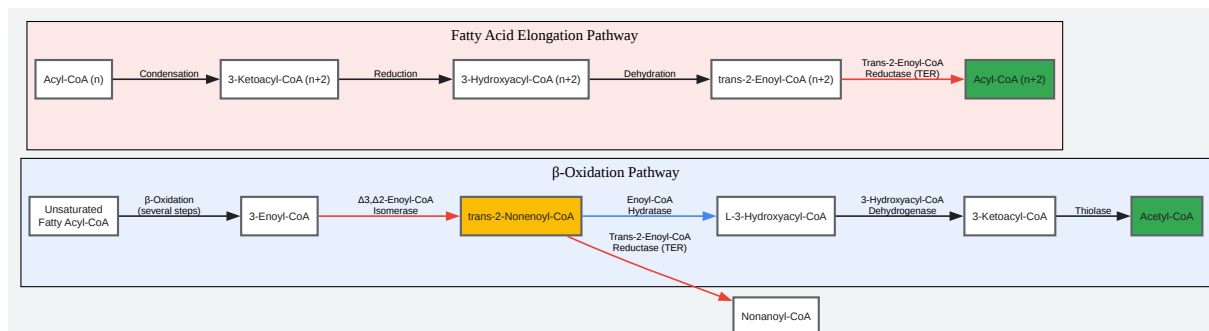 Fatty Acid Elongation Pathway
Acyl-CoA (n)
Condensation
3-Ketoacyl-CoA (n+2)
Reduction
3-Hydroxyacyl-CoA (n+2)
Dehydration
trans-2-Enoyl-CoA (n+2)
Trans-2-Enoyl-CoA
Reductase (TER)
Acyl-CoA (n+2)
β-Oxidation Pathway
Unsaturated
Fatty Acyl-CoA
β-Oxidation
(several steps)
3-Enoyl-CoA
Δ3,Δ2-Enoyl-CoA
Isomerase
trans-2-Nonenoyl-CoA
Enoyl-CoA
Hydratase
L-3-Hydroxyacyl-CoA
3-Hydroxyacyl-CoA
Dehydrogenase
3-Ketoacyl-CoA
Thiolase
Acetyl-CoA
Trans-2-Enoyl-CoA
Reductase (TER)
Nonanoyl-CoA